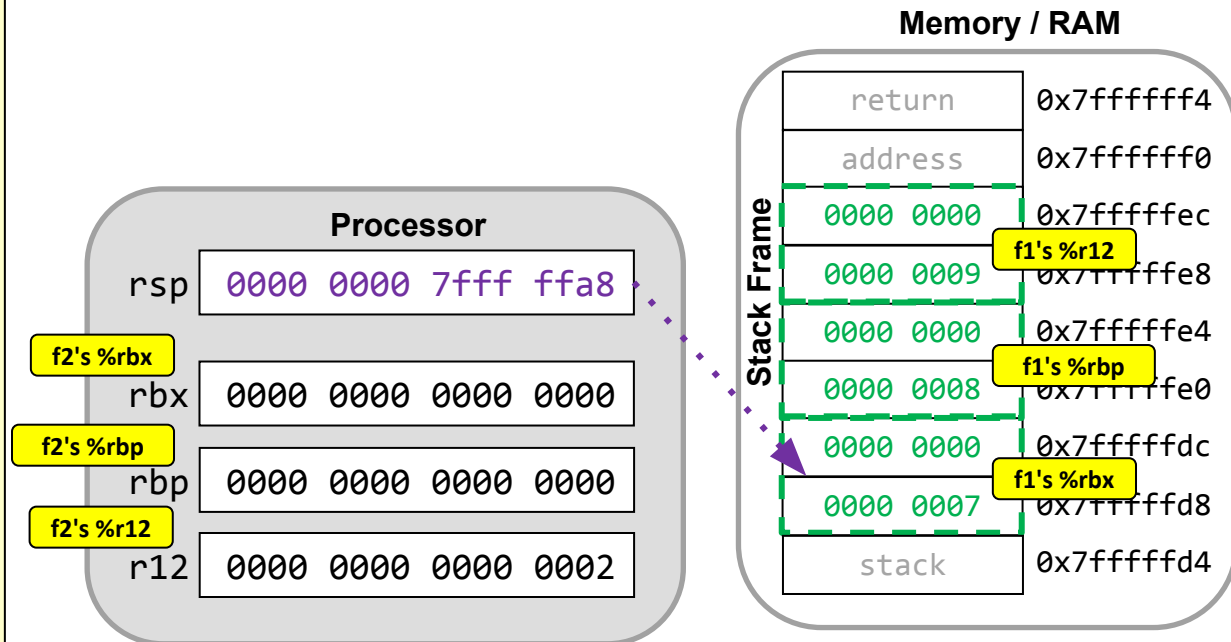 Memory / RAM
return 0x7ffffff4
address 0x7ffffff0
0000 0000 0x7fffffec
f1's %r12
0000 0009 0x7fffffe8
0000 0000 0x7fffffe4
f1's %rbp
0000 0008 0x7fffffe0
0000 0000 0x7fffffdc
f1's %rbx
0000 0007 0x7fffffd8
stack 0x7fffffd4
Stack Frame
Processor
rsp 0000 0000 7fff ffa8
f2's %rbx
rbx 0000 0000 0000 0000
f2's %rbp
rbp 0000 0000 0000 0000
f2's %r12
r12 0000 0000 0000 0002